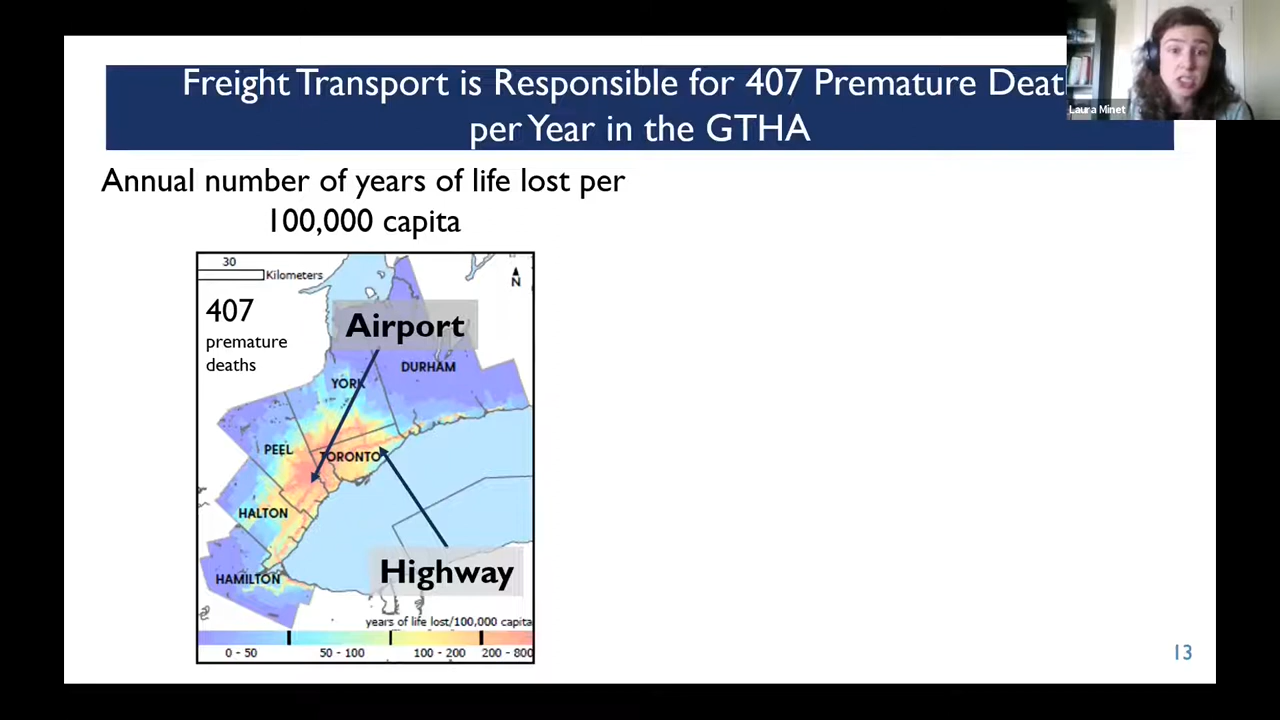 Freight Transport is Responsible for 407 Premature Deat
per Year in the GTHA
Laura Minet
Annual number of years of life lost per
100,000 capita
30
Kilometers
N
407
premature
deaths
Airport
DURHAM
YORK
PEEL
TORONTO
HALTON
HAMILTON
Highway
years of life lost/100,000 capita
0 - 50 50 - 100 100 - 200 200 - 800
13